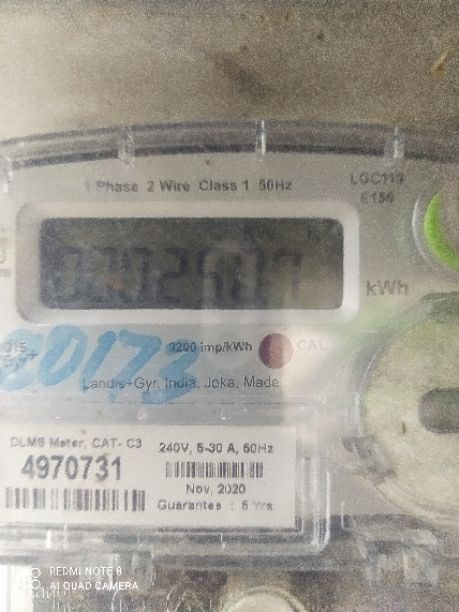 1 Phase 2 Wire Class 1 50Hz
LGC110
E150
kWh
3200 imp/kWh
CAL
80173
Landis+Gyr, India, Joka, Made
DLMS Meter, CAT- C3
4970731
240V, 5-30 A, 50Hz
Nov, 2020
Guarantee : 5 Yrs.
REDMI NOTE 8
AI QUAD CAMERA